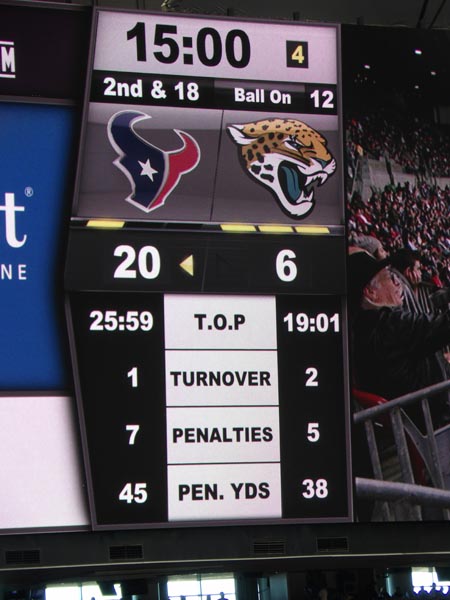 15:00 4
2nd & 18 Ball On 12
20 6
25:59 T.O.P 19:01
1 TURNOVER 2
7 PENALTIES 5
45 PEN. YDS 38
M
t®
NE